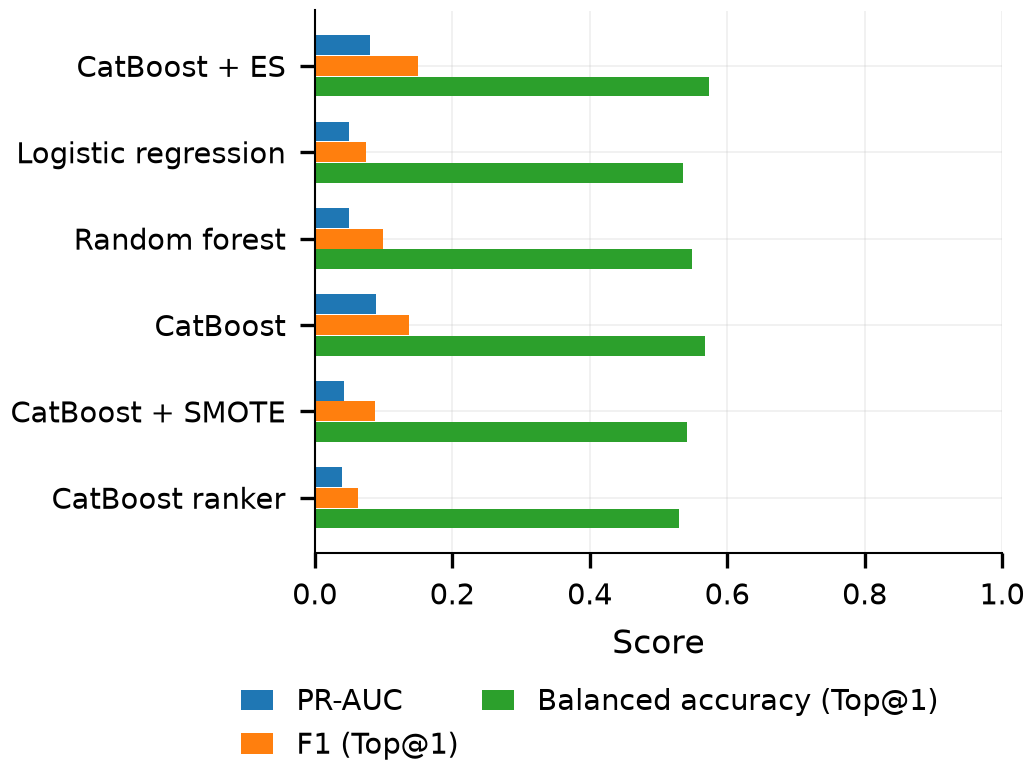 CatBoost + ES
Logistic regression
Random forest
CatBoost
CatBoost + SMOTE
CatBoost ranker
0.0 0.2 0.4 0.6 0.8 1.0
Score
PR-AUC
F1 (Top@1)
Balanced accuracy (Top@1)